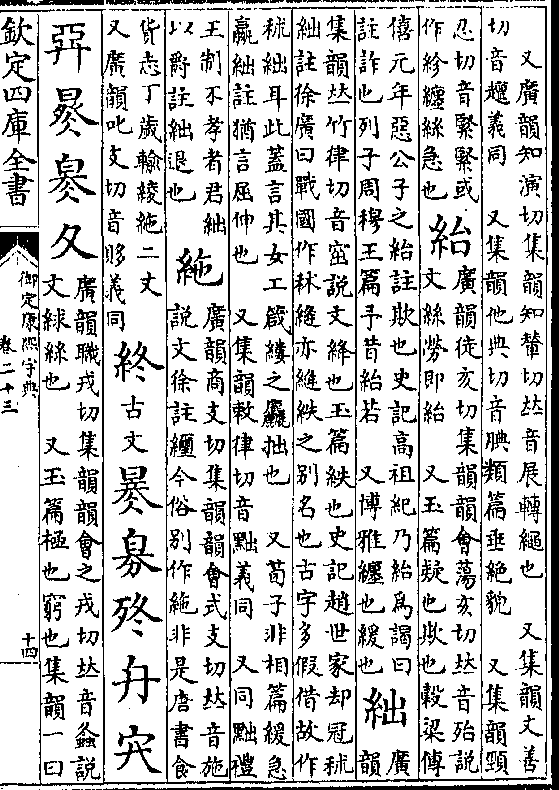 又廣韻知演切集韻知輦切𠀤音展轉繩也　又集韻丈善
切音趁義同　又集韻他典切音腆類篇垂絶貌　又集韻頸
忍切音緊緊或
作紾纏絲急也
紿
廣韻徒亥切集韻韻會蕩亥切𠀤音殆說
文絲勞卽紿　又玉篇疑也欺也穀梁傳
僖元年惡公子之紿註欺也史記高祖紀乃紿爲謁曰
註詐也列子周穆王篇予昔紿若　又博雅纏也緩也
絀
廣
韻
集韻𠀤竹律切音窋說文絳也玉篇紩也史記趙世家却冠秫
絀註徐廣曰戰國作秫縫亦縫紩之别名也古字多假借故作
秫絀耳此蓋言其女工箴縷之麤拙也　又荀子非相篇緩急
嬴絀註猶言屈伸也　又集韻敕律切音黜義同　又同黜禮
王制不孝者君絀
以爵註絀退也
絁
廣韻商支切集韻韻會式支切𠀤音施
說文徐註纚今俗别作絁非是唐書食
貨志丁歲輸綾絁二丈
又廣韻叱支切音眵義同
終
古文
𣊂
𣊂
𣦼
𠔾
㝐
𠀶
𣊂
𣊂
夂
廣韻職戎切集韻韻會之戎切𠀤音螽說
文絿絲也　又玉篇極也窮也集韻一曰
欽定四庫全書
御定康熙字典
卷二十三
十四